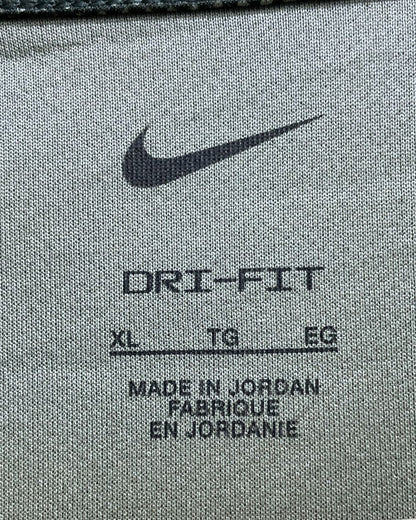 DRI-FIT
XL TG EG
MADE IN JORDAN
FABRIQUE
EN JORDANIE